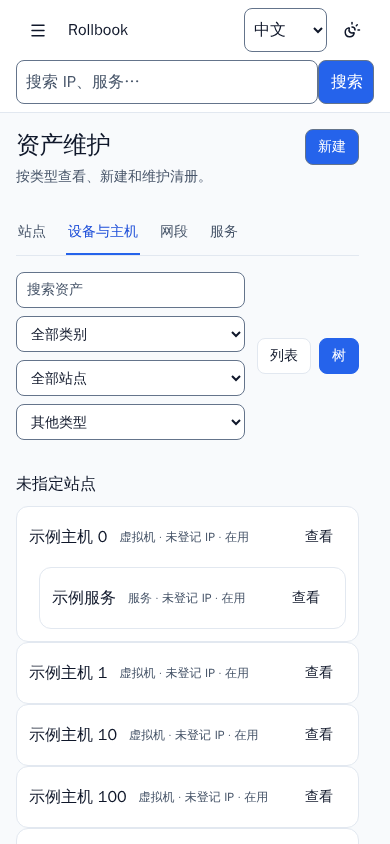 Rollbook 中文
搜索 IP、服务… 搜索
资产维护 新建
按类型查看、新建和维护清册。
站点 设备与主机 网段 服务
搜索资产
全部类别
全部站点
其他类型
列表 树
未指定站点
示例主机 0 虚拟机 · 未登记 IP · 在用 查看
示例服务 服务 · 未登记 IP · 在用 查看
示例主机 1 虚拟机 · 未登记 IP · 在用 查看
示例主机 10 虚拟机 · 未登记 IP · 在用 查看
示例主机 100 虚拟机 · 未登记 IP · 在用 查看